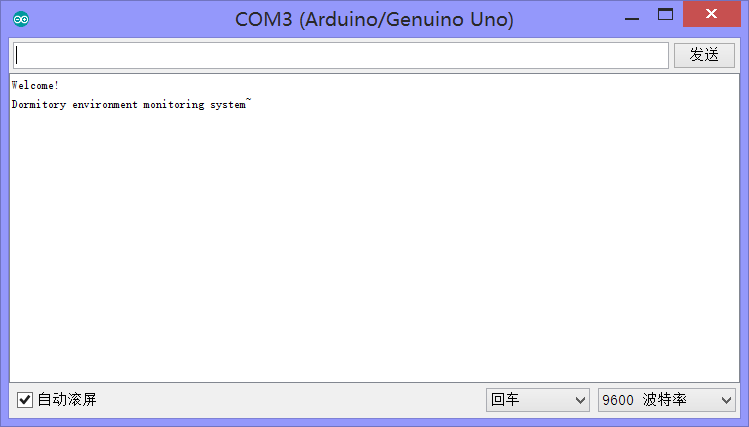 COM3 (Arduino/Genuino Uno)
发送
Welcome!
Dormitory environment monitoring system~
自动滚屏
回车
9600 波特率